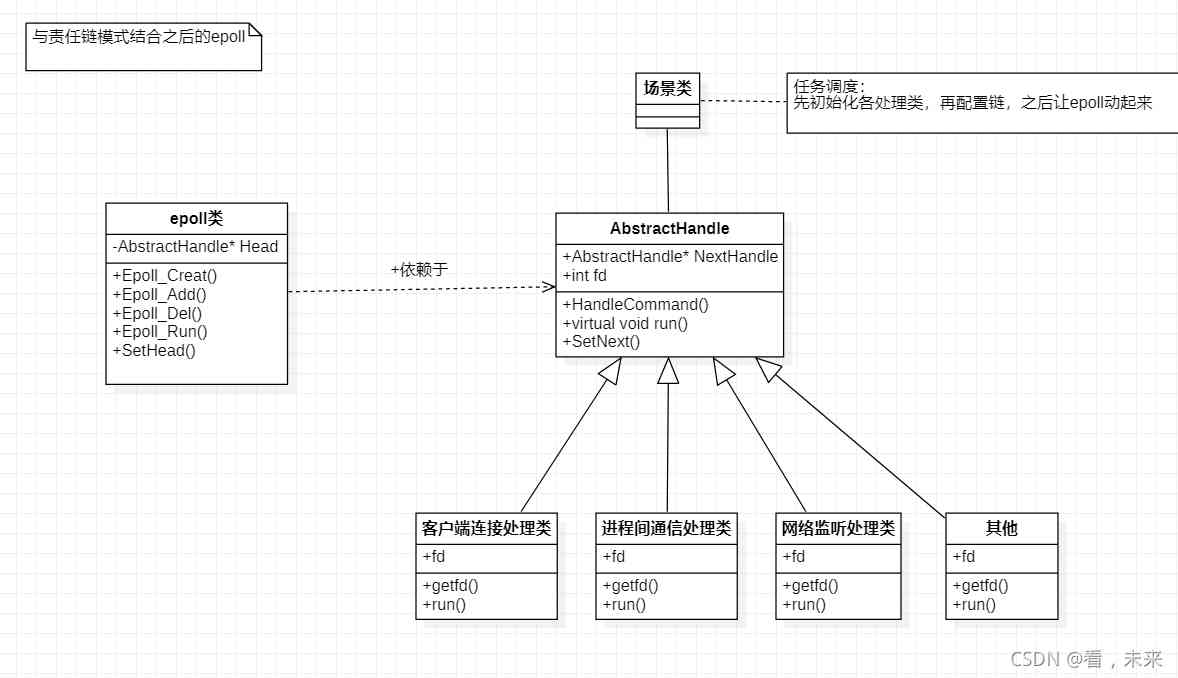 与责任链模式结合之后的epoll
场景类
任务调度：
先初始化各处理类，再配置链，之后让epoll动起来
epoll类
-AbstractHandle* Head
+Epoll_Creat()
+Epoll_Add()
+Epoll_Del()
+Epoll_Run()
+SetHead()
+依赖于
AbstractHandle
+AbstractHandle* NextHandle
+int fd
+HandleCommand()
+virtual void run()
+SetNext()
客户端连接处理类
+fd
+getfd()
+run()
进程间通信处理类
+fd
+getfd()
+run()
网络监听处理类
+fd
+getfd()
+run()
其他
+fd
+getfd()
+run()
CSDN @看，未来